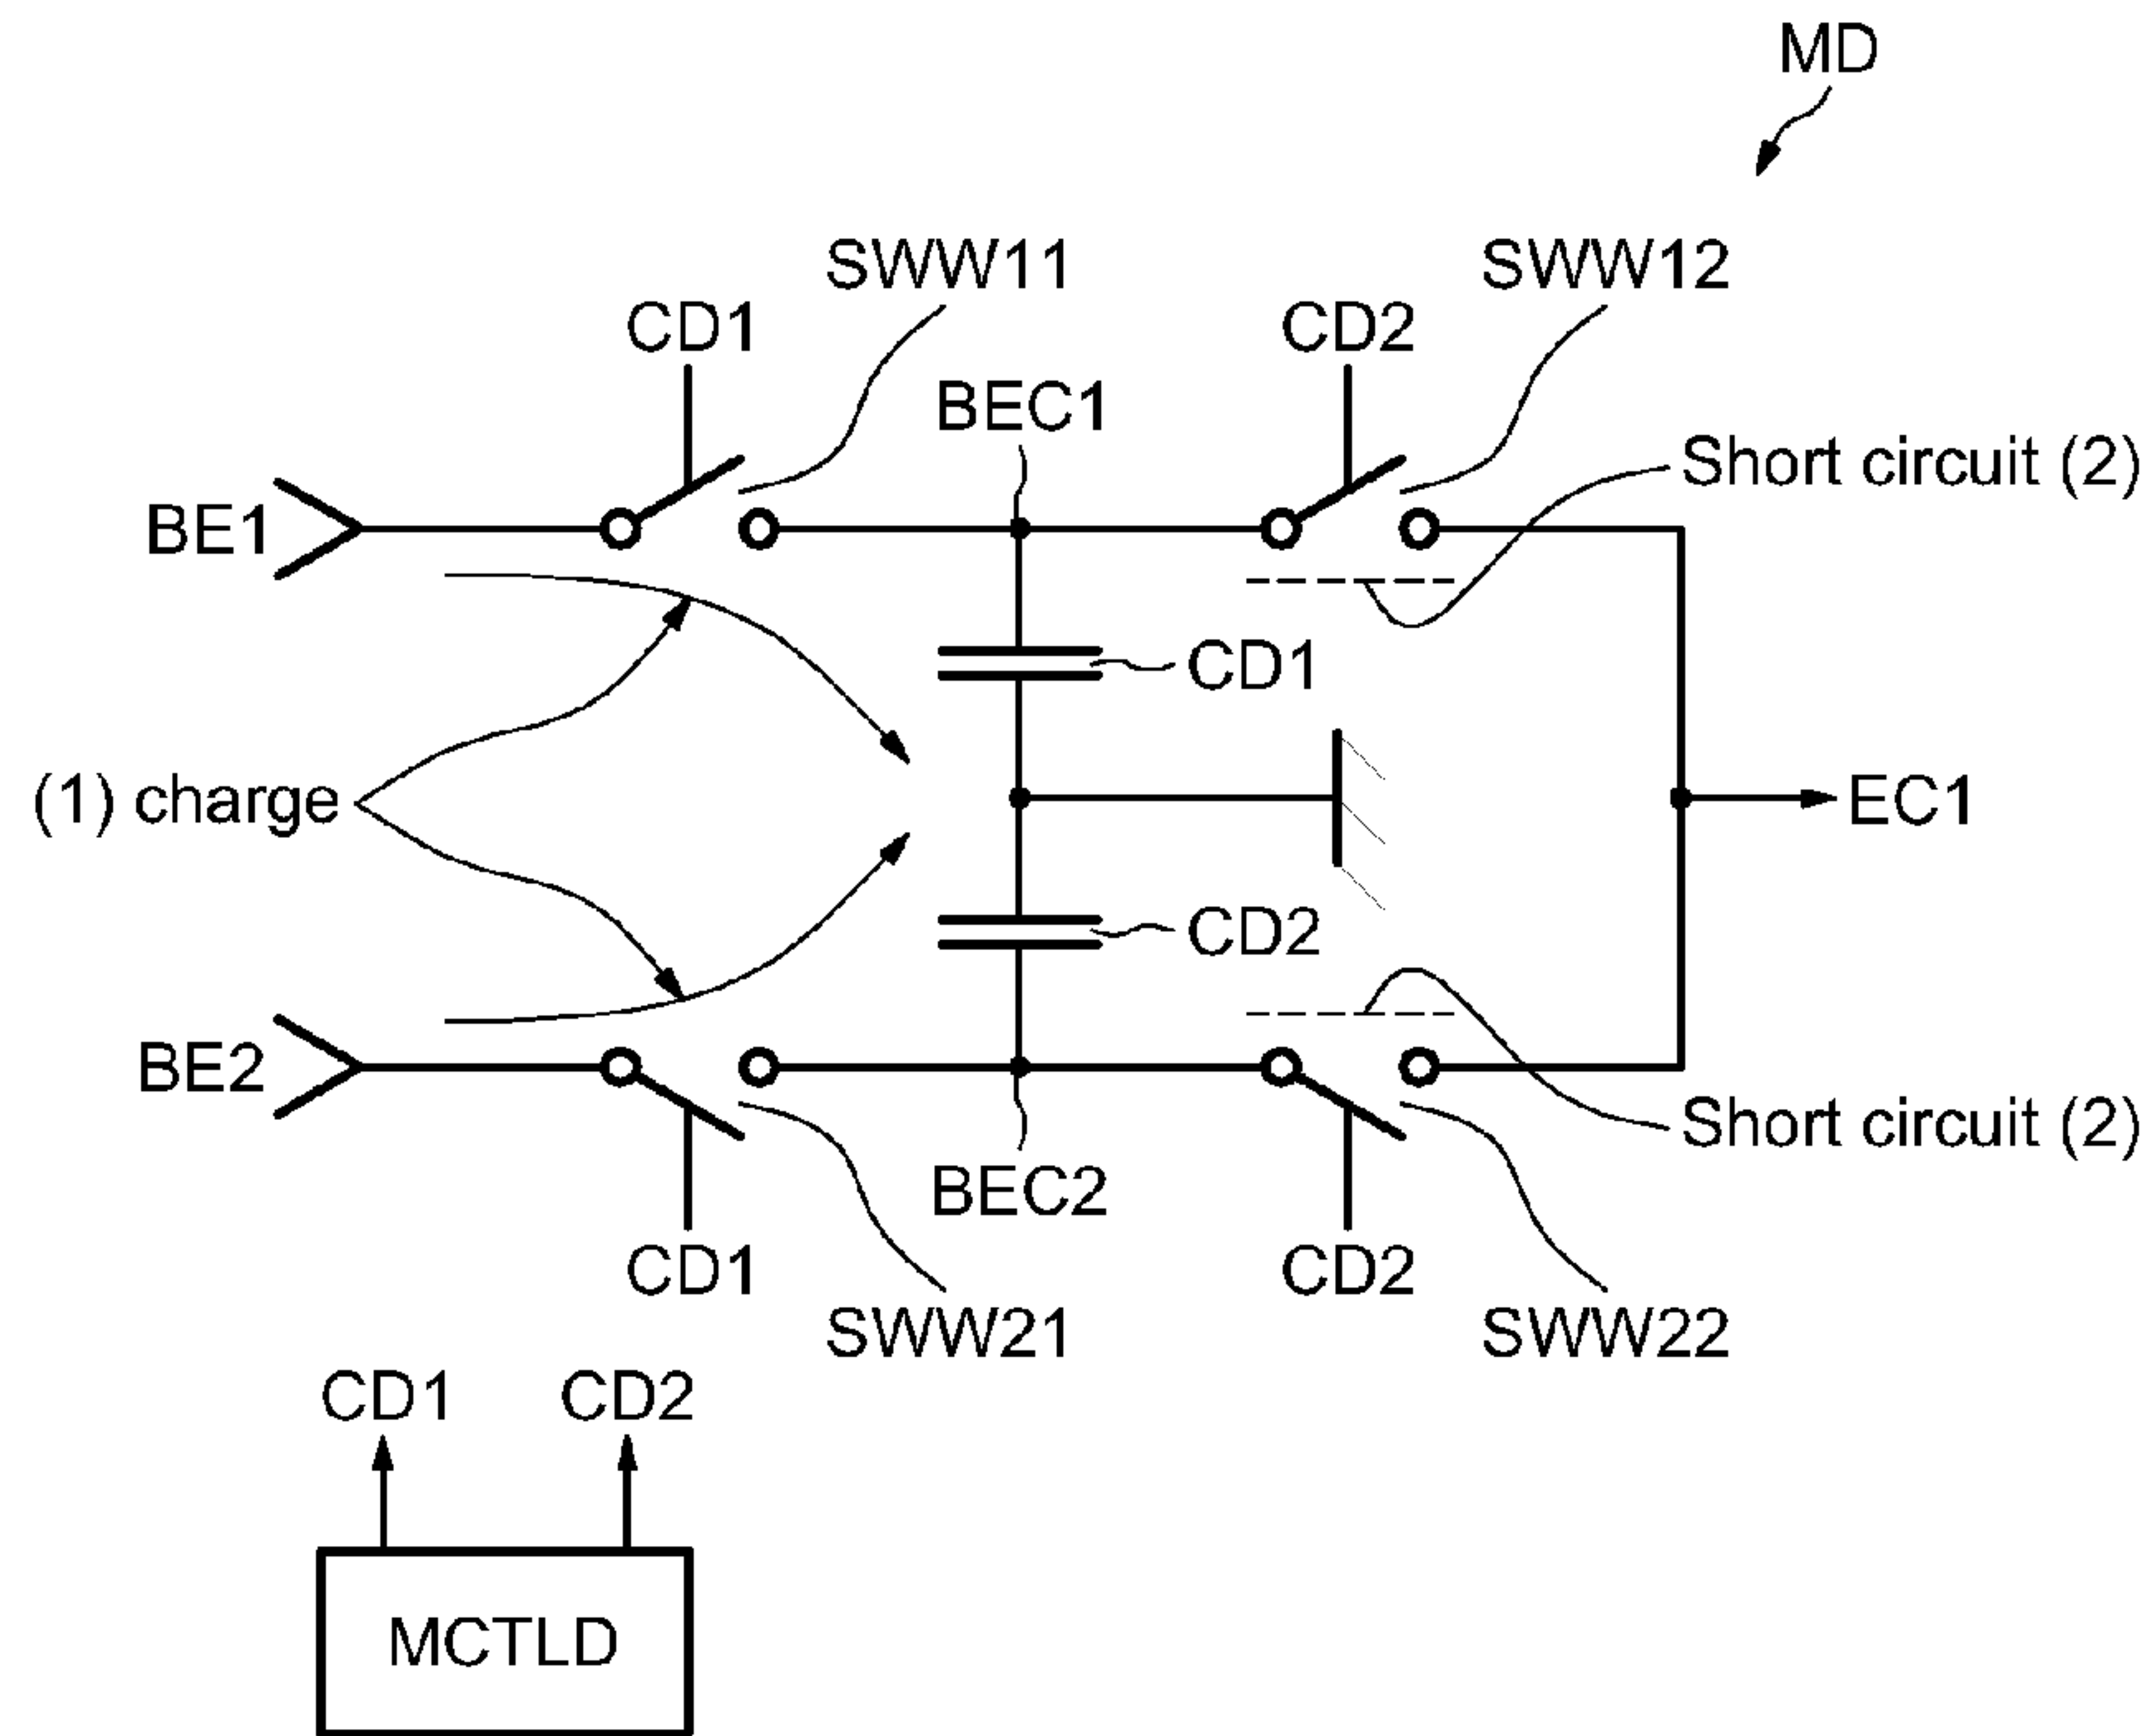 MD
SWW11
SWW12
CD1
CD2
BEC1
Short circuit (2)
BE1
CD1
(1) charge
EC1
CD2
BE2
Short circuit (2)
BEC2
CD1
CD2
SWW21
SWW22
CD1
CD2
MCTLD